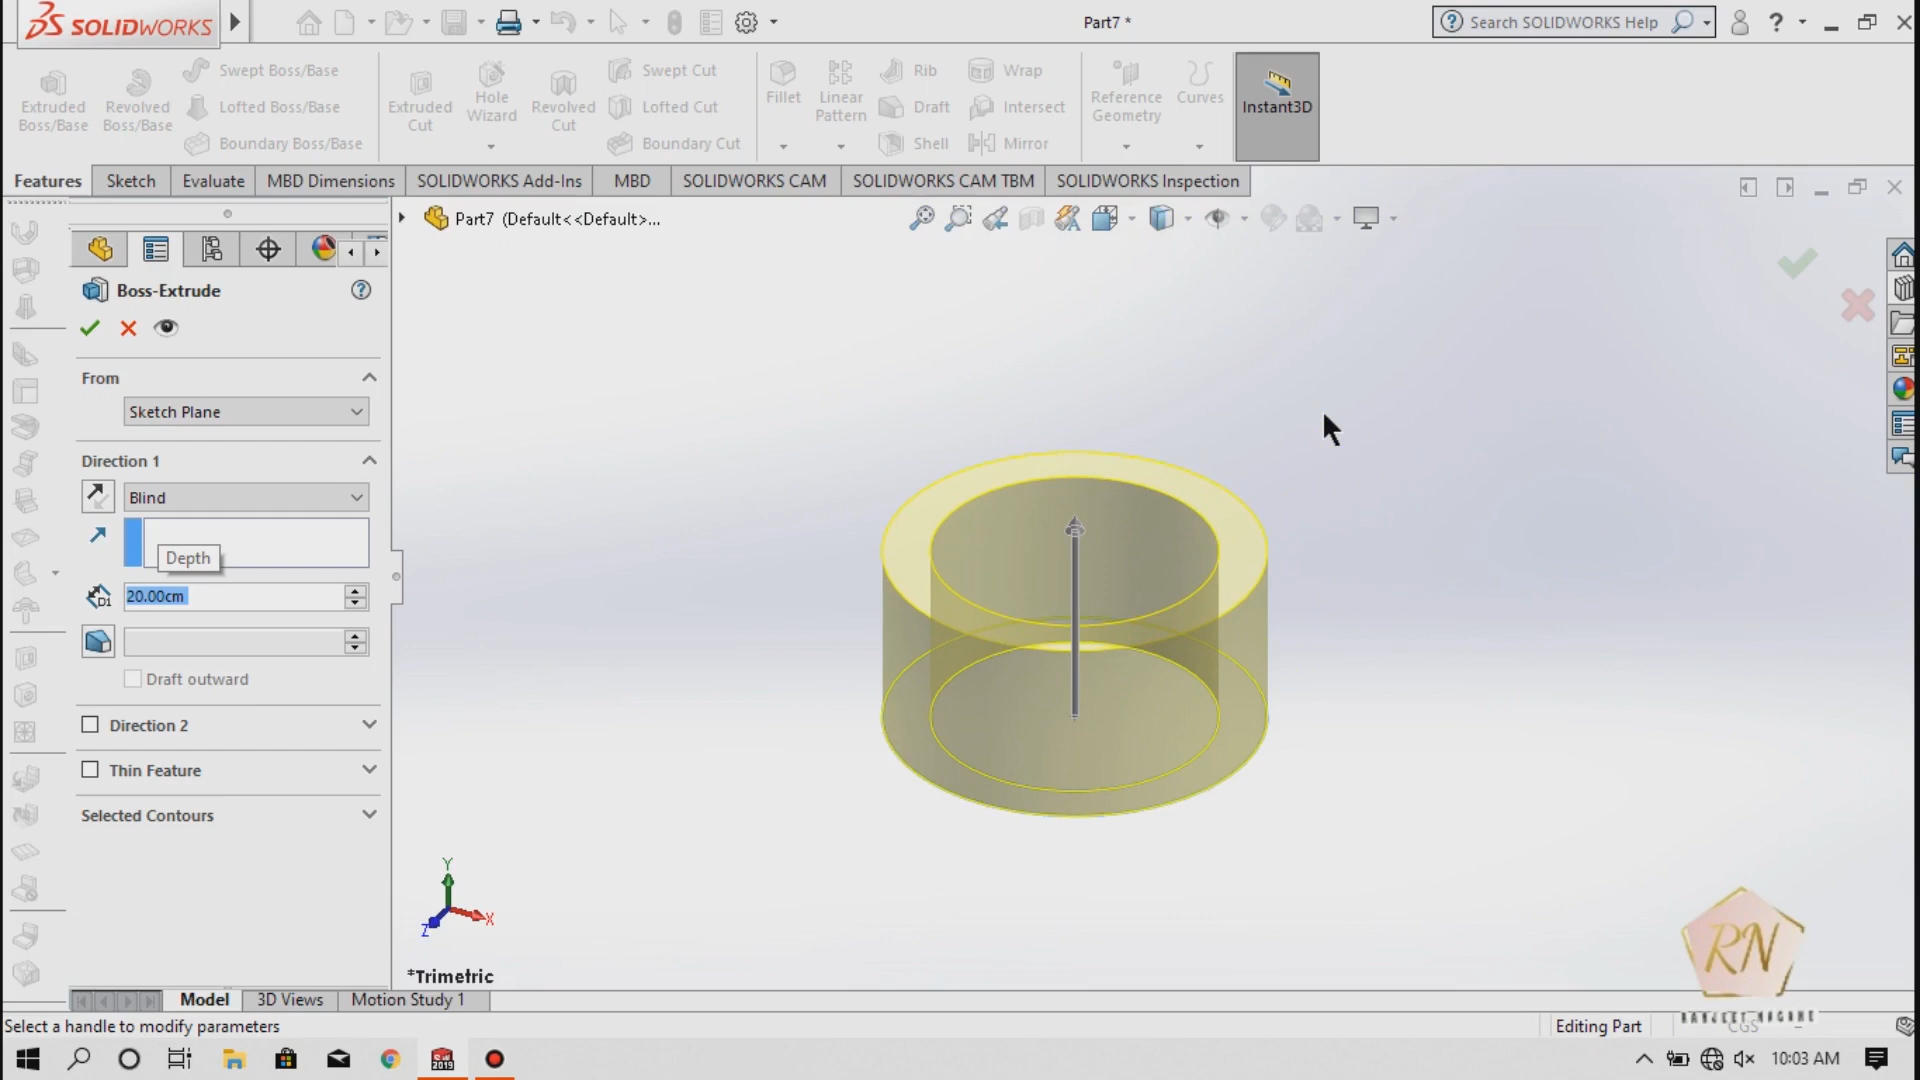 SOLIDWORKS
Part7 *
Search SOLIDWORKS Help
Extruded Boss/Base
Revolved Boss/Base
Swept Boss/Base
Lofted Boss/Base
Boundary Boss/Base
Extruded Cut
Hole Wizard
Revolved Cut
Swept Cut
Lofted Cut
Boundary Cut
Fillet
Linear Pattern
Rib
Draft
Shell
Wrap
Intersect
Mirror
Reference Geometry
Curves
Instant3D
Features
Sketch
Evaluate
MBD Dimensions
SOLIDWORKS Add-Ins
MBD
SOLIDWORKS CAM
SOLIDWORKS CAM TBM
SOLIDWORKS Inspection
Part7 (Default<<Default>...
Boss-Extrude
From
Sketch Plane
Direction 1
Blind
Depth
D1
20.00cm
Draft outward
Direction 2
Thin Feature
Selected Contours
Y
X
Z
*Trimetric
RN
Model
3D Views
Motion Study 1
Select a handle to modify parameters
Editing Part
CGS
2019
10:03 AM